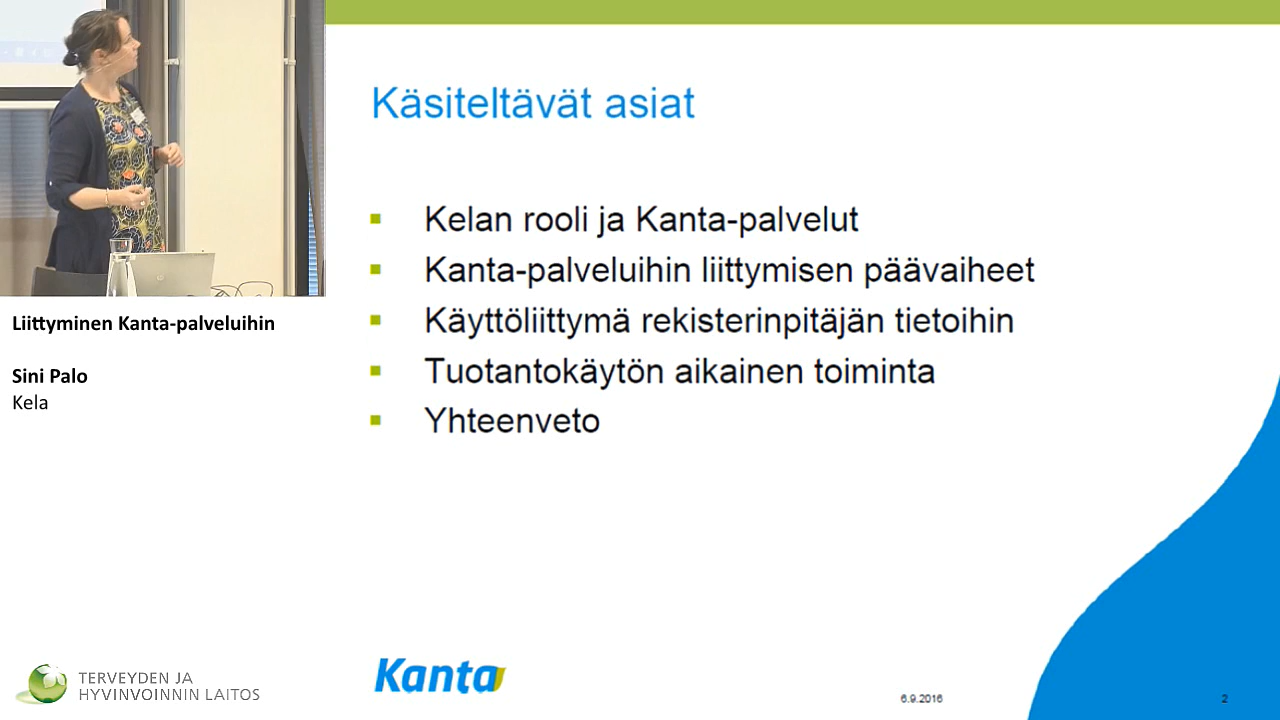 Käsiteltävät asiat
Kelan rooli ja Kanta-palvelut
Kanta-palveluihin liittymisen päävaiheet
Käyttöliittymä rekisterinpitäjän tietoihin
Tuotantokäytön aikainen toiminta
Yhteenveto
Liittyminen Kanta-palveluihin
Sini Palo
Kela
TERVEYDEN JA
HYVINVOINNIN LAITOS
Kanta
6.9.2016
2